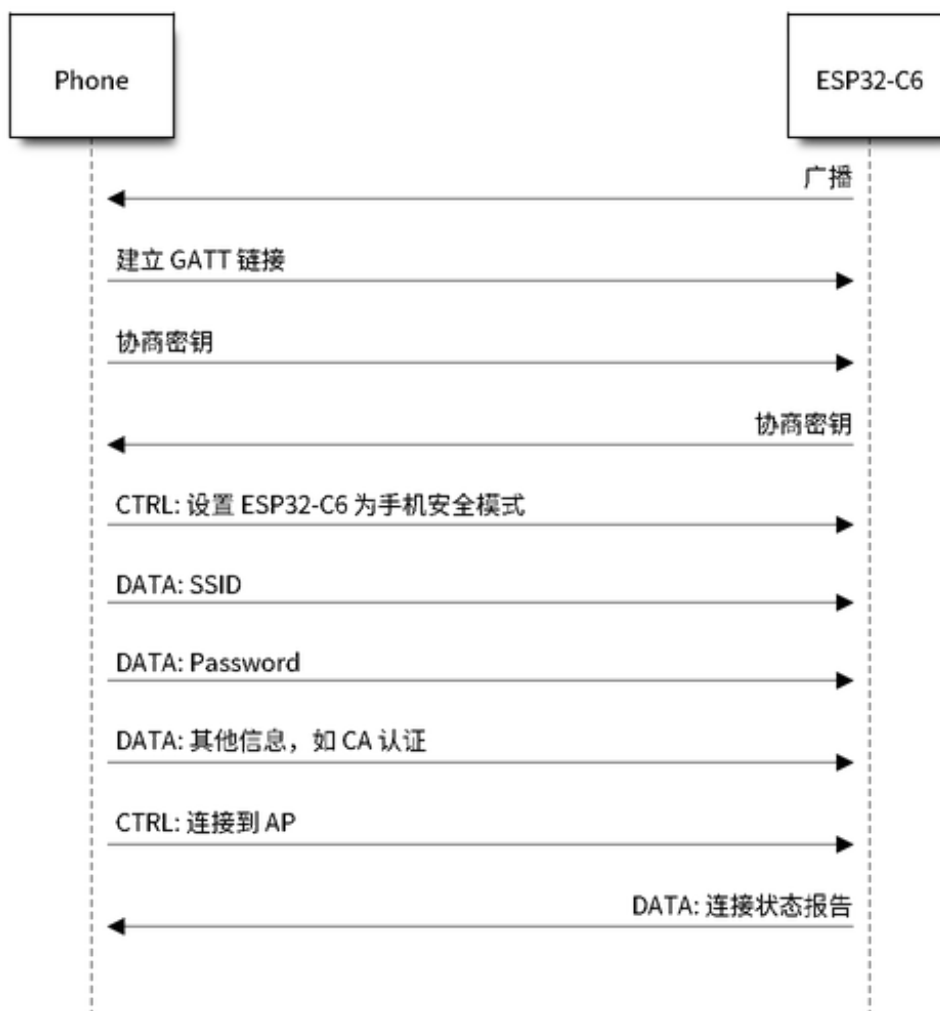 Phone
ESP32-C6
广播
建立 GATT 链接
协商密钥
协商密钥
CTRL: 设置 ESP32-C6 为手机安全模式
DATA: SSID
DATA: Password
DATA: 其他信息，如 CA 认证
CTRL: 连接到 AP
DATA: 连接状态报告